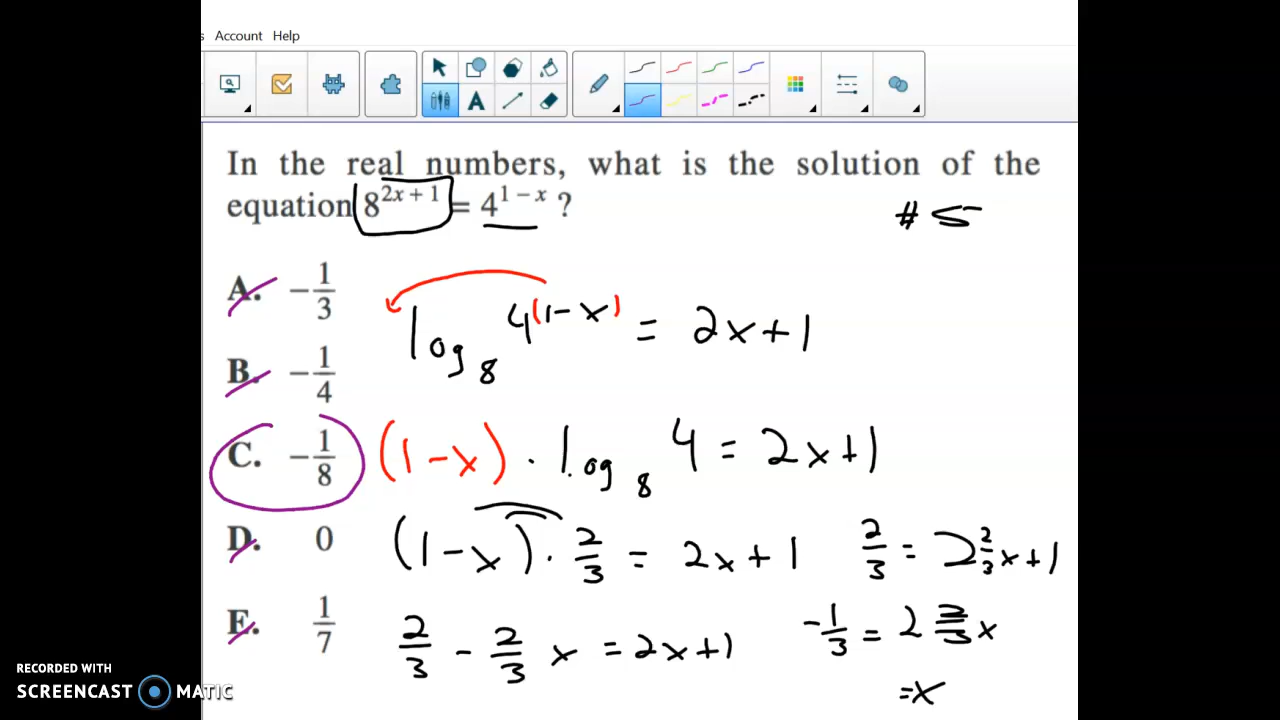 Account Help
In the real numbers, what is the solution of the
equation 8^{2x+1} = 4^{1-x} ?
# 5
A. -1/3
B. -1/4
C. -1/8
D. 0
E. 1/7
log_8 4^{(1-x)} = 2x+1
(1-x) · log_8 4 = 2x+1
(1-x) · 2/3 = 2x+1
2/3 - 2/3 x = 2x+1
2/3 = 2 2/3 x+1
-1/3 = 2 2/3 x
=x
RECORDED WITH
SCREENCAST MATIC